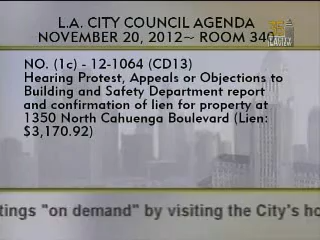 L.A. CITY COUNCIL AGENDA
NOVEMBER 20, 2012~ ROOM 340
NO. (1c) - 12-1064 (CD13)
Hearing Protest, Appeals or Objections to
Building and Safety Department report
and confirmation of lien for property at
1350 North Cahuenga Boulevard (Lien:
$3,170.92)
tings "on demand" by visiting the City's ho